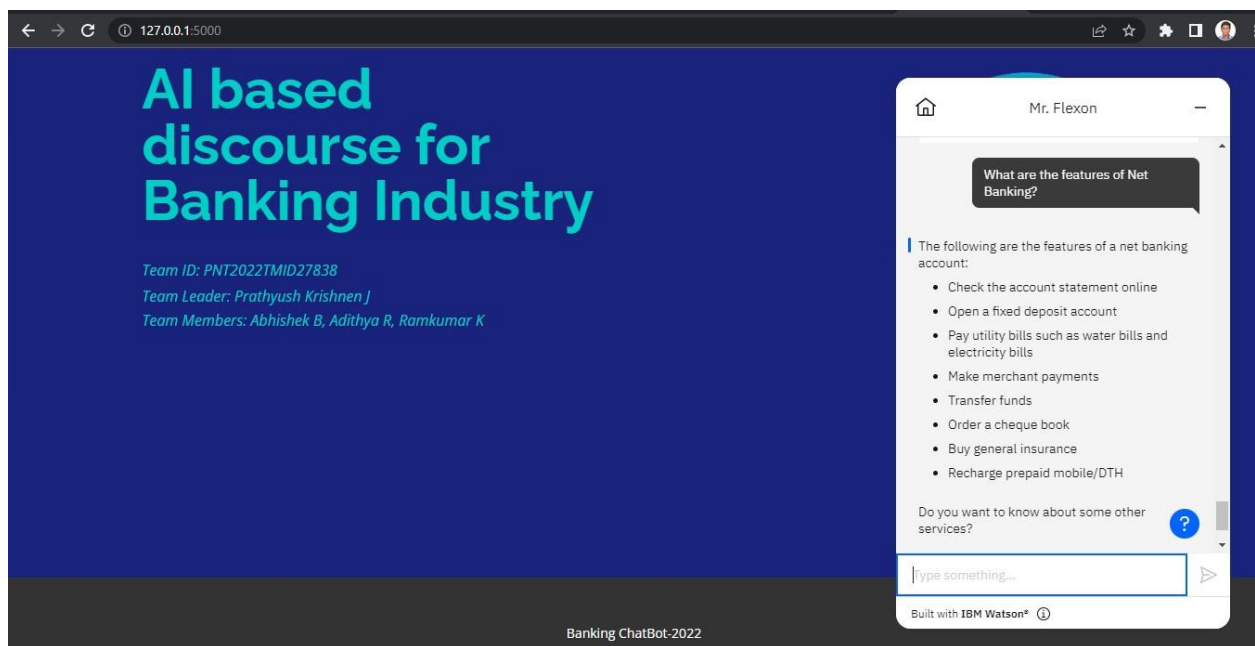 127.0.0.1:5000
AI based
discourse for
Banking Industry
Team ID: PNT2022TMID27838
Team Leader: Prathyush Krishnen J
Team Members: Abhishek B, Adithya R, Ramkumar K
Mr. Flexon
What are the features of Net
Banking?
The following are the features of a net banking
account:
• Check the account statement online
• Open a fixed deposit account
• Pay utility bills such as water bills and
electricity bills
• Make merchant payments
• Transfer funds
• Order a cheque book
• Buy general insurance
• Recharge prepaid mobile/DTH
Do you want to know about some other
services?
?
Type something...
Built with IBM Watson®
Banking ChatBot-2022